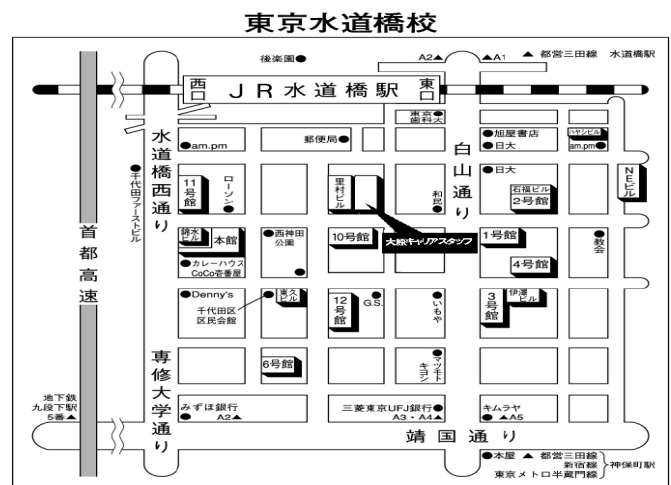 東京水道橋校
後楽園
A2▲
▲A1
▲ 都営三田線 水道橋駅
西口
JR水道橋駅
東口
東京歯科大
水道橋西通り
am.pm
郵便局
白山通り
旭屋書店
日大
ハヤシビル
am.pm
千代田ファーストビル
11号館
ローソン
里村ビル
和民
日大
石福ビル
2号館
NEビル
首都高速
錦水ビル
本館
西神田公園
10号館
大原キャリアスタッフ
1号館
4号館
教会
カレーハウス
CoCo壱番屋
Denny's
千代田区
区民会館
東久ビル
12号館
G.S.
いもや
3号館
伊澤ビル
専修大学通り
6号館
マツモトキヨシ
地下鉄
九段下駅
5番▲
みずほ銀行
A2▲
三菱東京UFJ銀行
A3・A4▲
キムラヤ
▲A5
靖国通り
本屋 ▲ 都営三田線
新宿線
東京メトロ半蔵門線
神保町駅